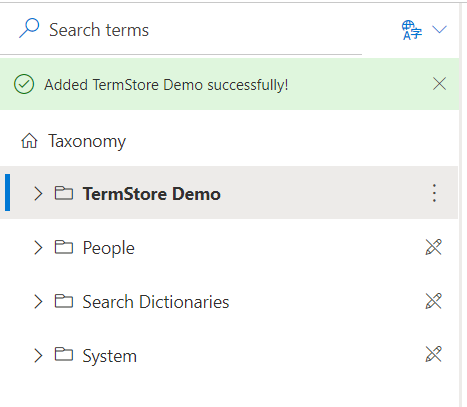 Search terms
Added TermStore Demo successfully!
Taxonomy
TermStore Demo
People
Search Dictionaries
System